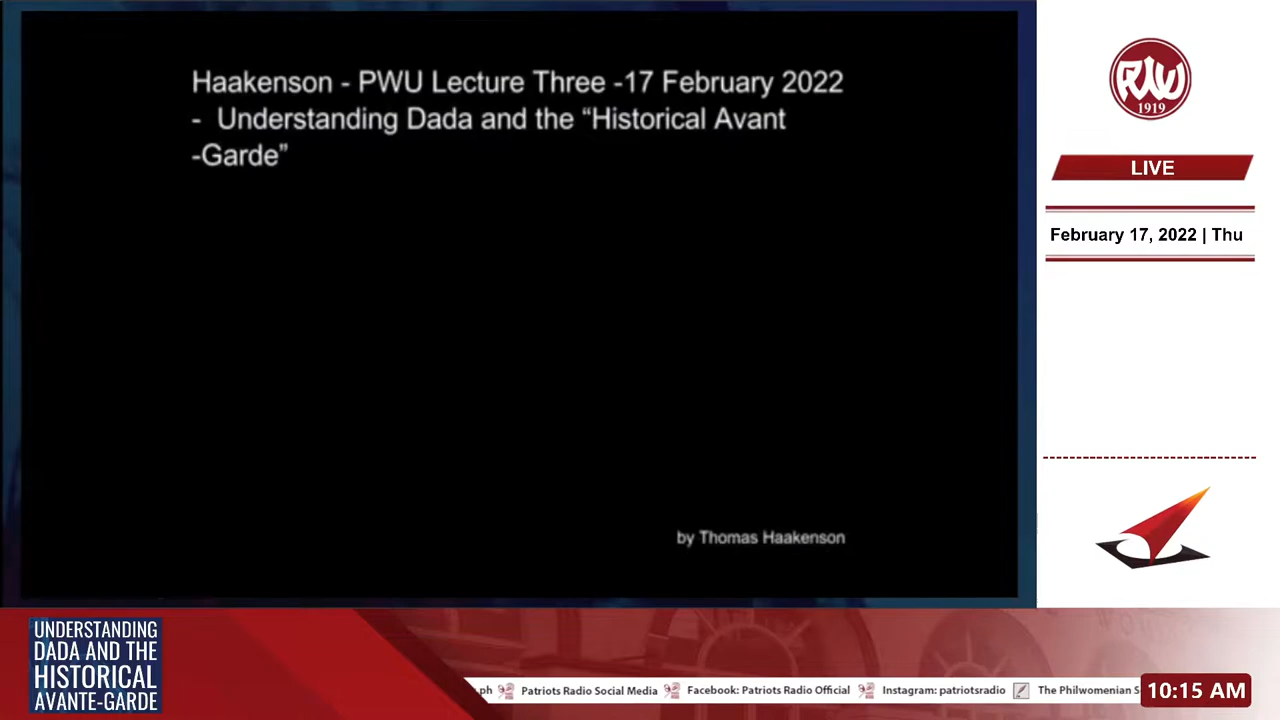 Haakenson - PWU Lecture Three -17 February 2022
- Understanding Dada and the “Historical Avant
-Garde”
by Thomas Haakenson
PWU
1919
LIVE
February 17, 2022 | Thu
UNDERSTANDING
DADA AND THE
HISTORICAL
AVANTE-GARDE
ph Patriots Radio Social Media Facebook: Patriots Radio Official Instagram: patriotsradio The Philwomenian
10:15 AM